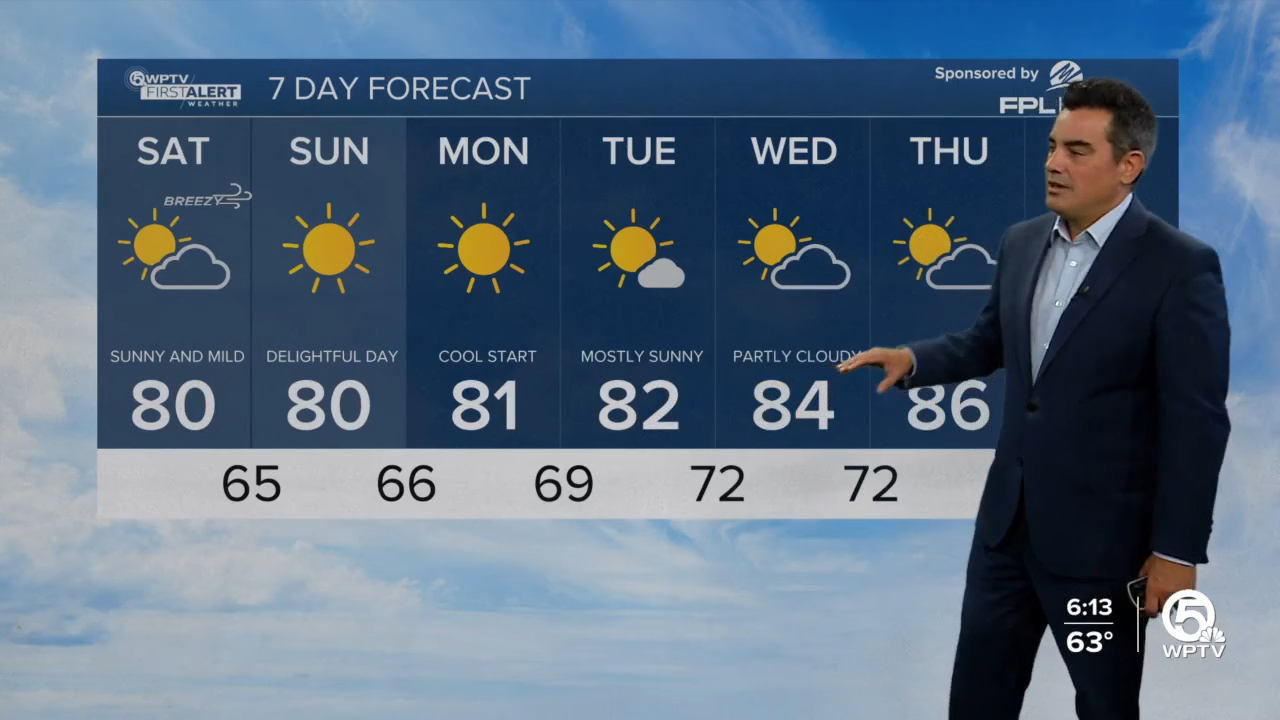 5 WPTV
FIRST ALERT
WEATHER
7 DAY FORECAST
Sponsored by
FPL
SAT SUN MON TUE WED THU
BREEZY
SUNNY AND MILD DELIGHTFUL DAY COOL START MOSTLY SUNNY PARTLY CLOUDY
80 80 81 82 84 86
65 66 69 72 72
6:13
63°
5
WPTV